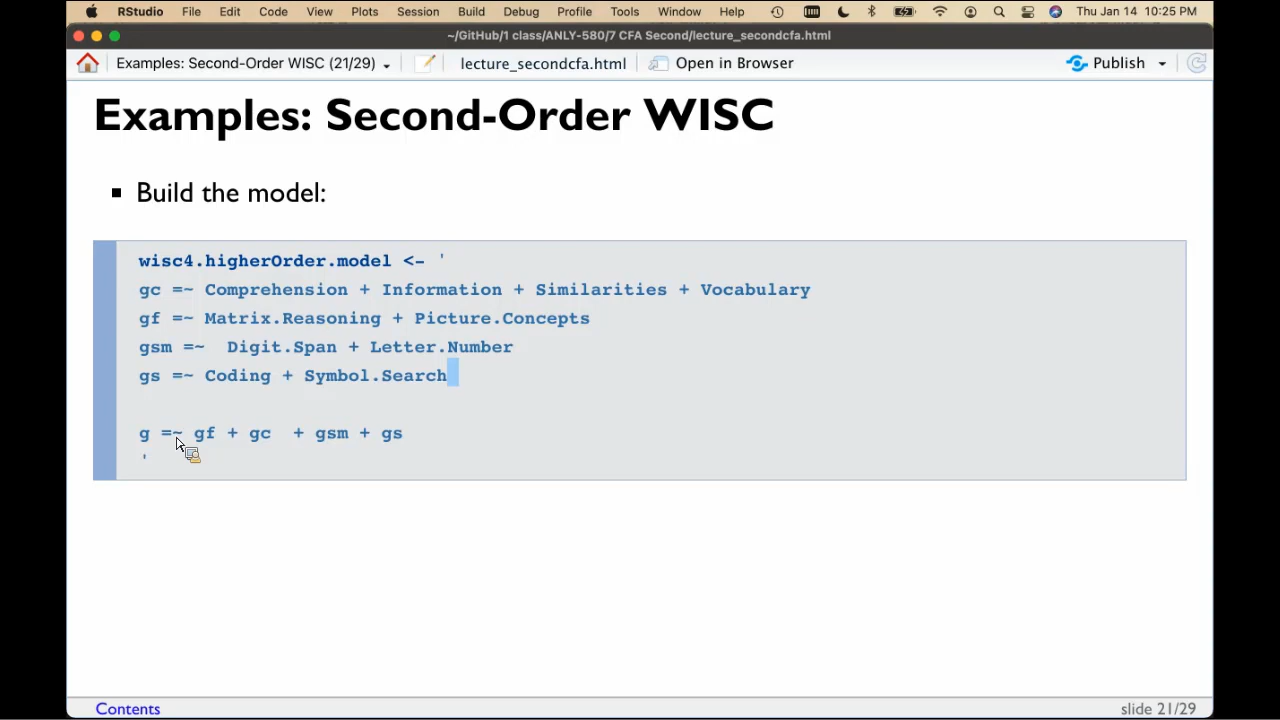 RStudio File Edit Code View Plots Session Build Debug Profile Tools Window Help Thu Jan 14 10:25 PM
~/GitHub/1 class/ANLY-580/7 CFA Second/lecture_secondcfa.html
Examples: Second-Order WISC (21/29) lecture_secondcfa.html Open in Browser Publish
Examples: Second-Order WISC
▪ Build the model:
wisc4.higherOrder.model <- '
gc =~ Comprehension + Information + Similarities + Vocabulary
gf =~ Matrix.Reasoning + Picture.Concepts
gsm =~  Digit.Span + Letter.Number
gs =~ Coding + Symbol.Search
g =~ gf + gc  + gsm + gs
'
Contents slide 21/29